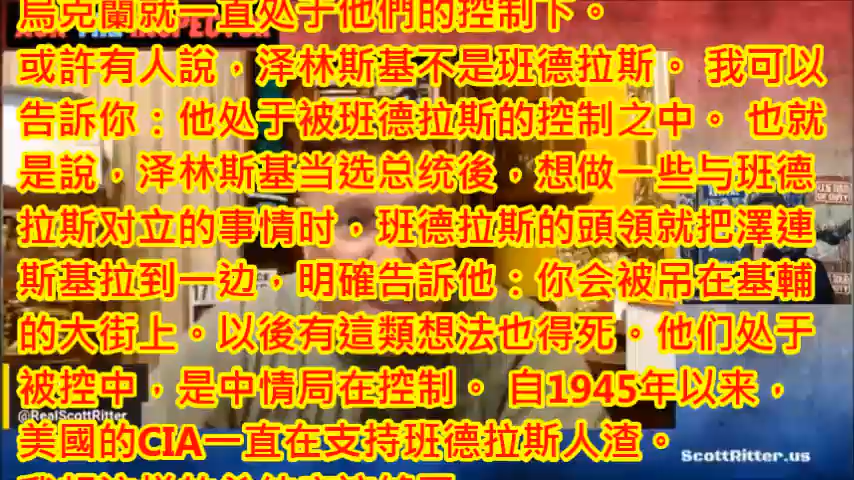 烏克蘭就一直处于他們的控制下。
ASK THE INSPECTOR
或許有人說，泽林斯基不是班德拉斯。 我可以
告訴你：他处于被班德拉斯的控制之中。 也就
是說，泽林斯基当选总统後，想做一些与班德
拉斯对立的事情时，班德拉斯的頭領就把澤連
斯基拉到一边，明確告訴他：你会被吊在基輔
的大街上。以後有這類想法也得死。他们处于
被控中，是中情局在控制。 自1945年以来，
@RealScottRitter
美國的CIA一直在支持班德拉斯人渣。
ScottRitter.us